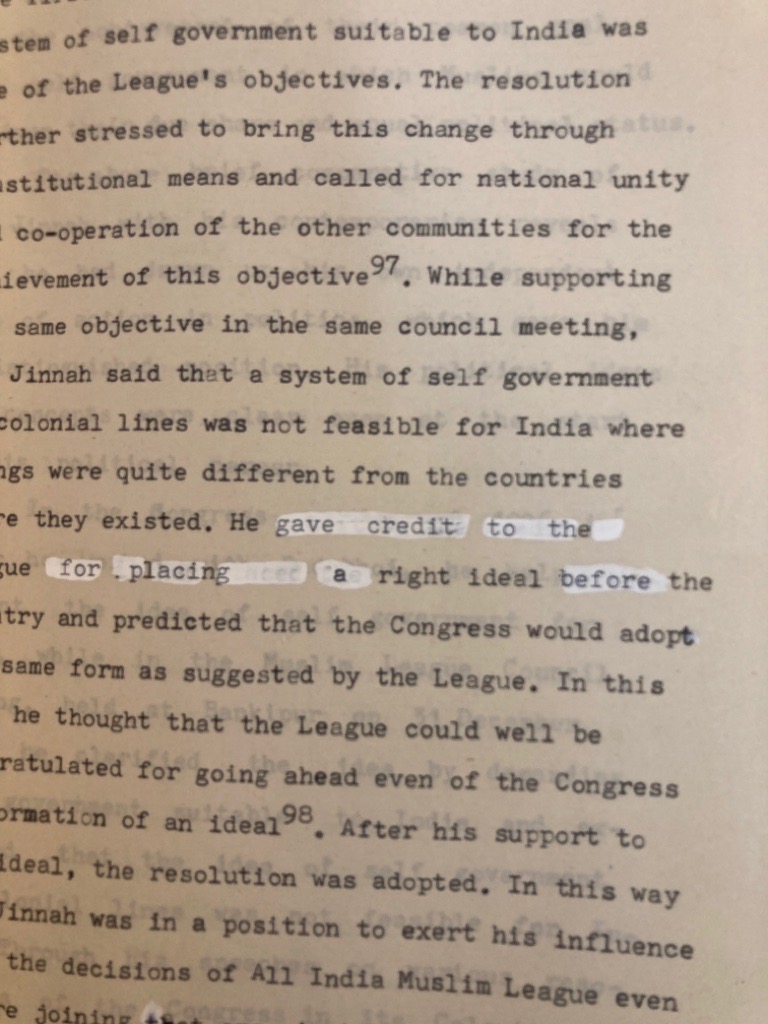 stem of self government suitable to India was
e of the League's objectives. The resolution
rther stressed to bring this change through
nstitutional means and called for national unity
co-operation of the other communities for the
ievement of this objective97. While supporting
same objective in the same council meeting,
Jinnah said that a system of self government
colonial lines was not feasible for India where
ngs were quite different from the countries
re they existed. He gave credit to the
gue for placing a right ideal before the
ntry and predicted that the Congress would adopt
same form as suggested by the League. In this
he thought that the League could well be
ratulated for going ahead even of the Congress
ormation of an ideal98. After his support to
ideal, the resolution was adopted. In this way
Jinnah was in a position to exert his influence
the decisions of All India Muslim League even
re joining